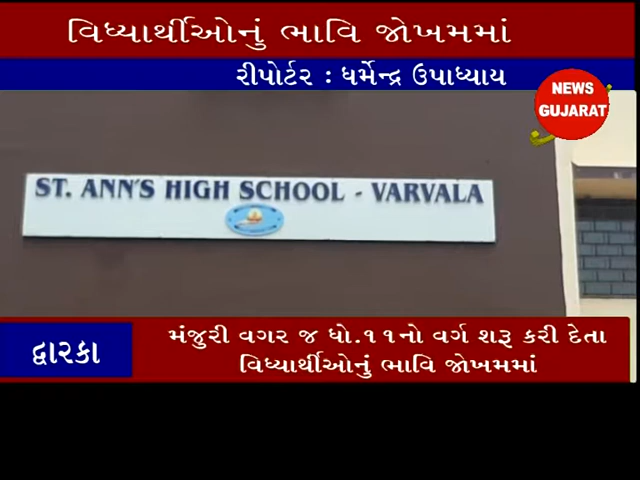 વિધ્યાર્થીઓનું ભાવિ જોખમમાં
રીપોર્ટર : ધર્મેન્દ્ર ઉપાધ્યાય
NEWS
GUJARAT
ST. ANN'S HIGH SCHOOL - VARVALA
દ્વારકા
મંજુરી વગર જ ધો.૧૧નો વર્ગ શરૂ કરી દેતા
વિધ્યાર્થીઓનું ભાવિ જોખમમાં